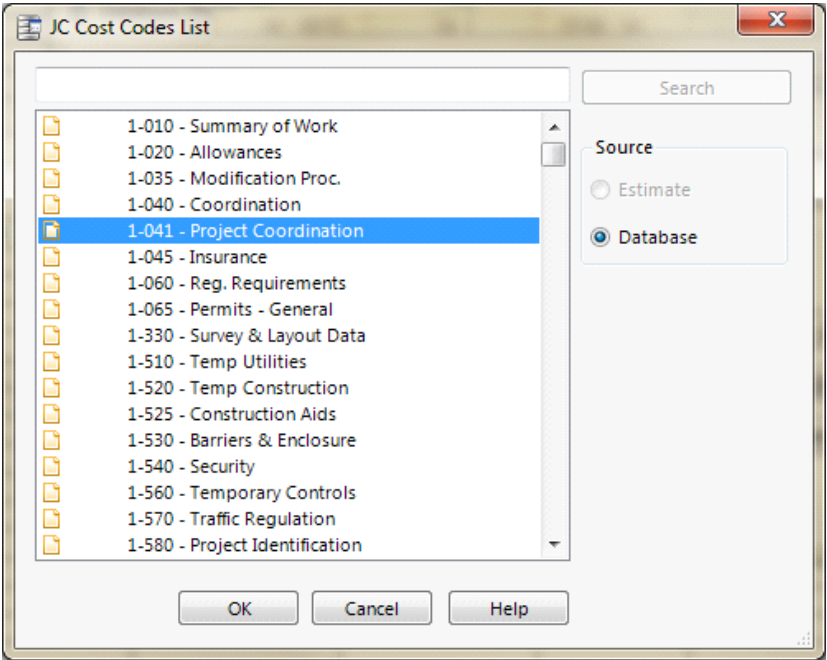 JC Cost Codes List
Search
1-010 - Summary of Work
1-020 - Allowances
1-035 - Modification Proc.
1-040 - Coordination
1-041 - Project Coordination
1-045 - Insurance
1-060 - Reg. Requirements
1-065 - Permits - General
1-330 - Survey & Layout Data
1-510 - Temp Utilities
1-520 - Temp Construction
1-525 - Construction Aids
1-530 - Barriers & Enclosure
1-540 - Security
1-560 - Temporary Controls
1-570 - Traffic Regulation
1-580 - Project Identification
Source
Estimate
Database
OK Cancel Help